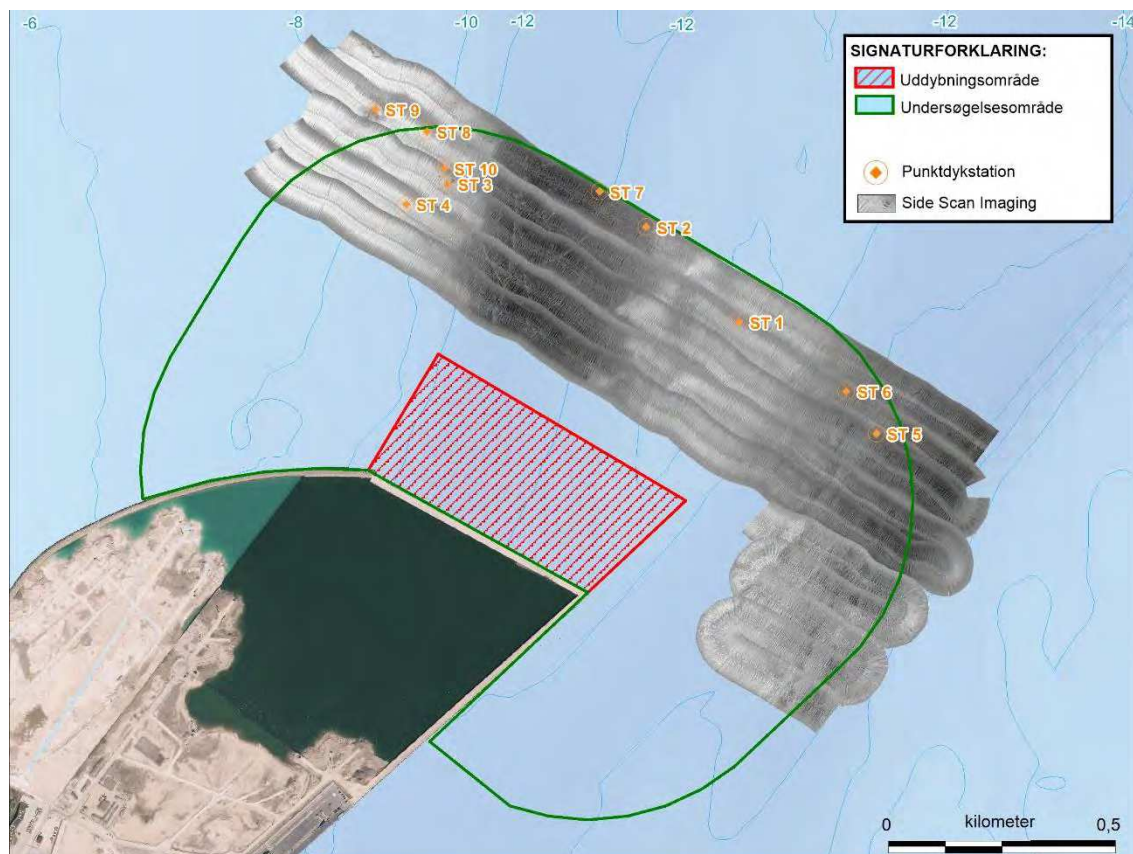 -6
-8
-10
-12
-12
-12
-14
SIGNATURFORKLARING:
Uddybningsområde
Undersøgelsesområde
Punktdykstation
Side Scan Imaging
ST 9
ST 8
ST 10
ST 3
ST 4
ST 7
ST 2
ST 1
ST 6
ST 5
0 kilometer 0,5